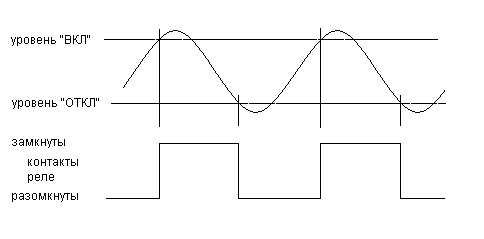 уровень "ВКЛ"
уровень "ОТКЛ"
замкнуты
контакты
реле
разомкнуты